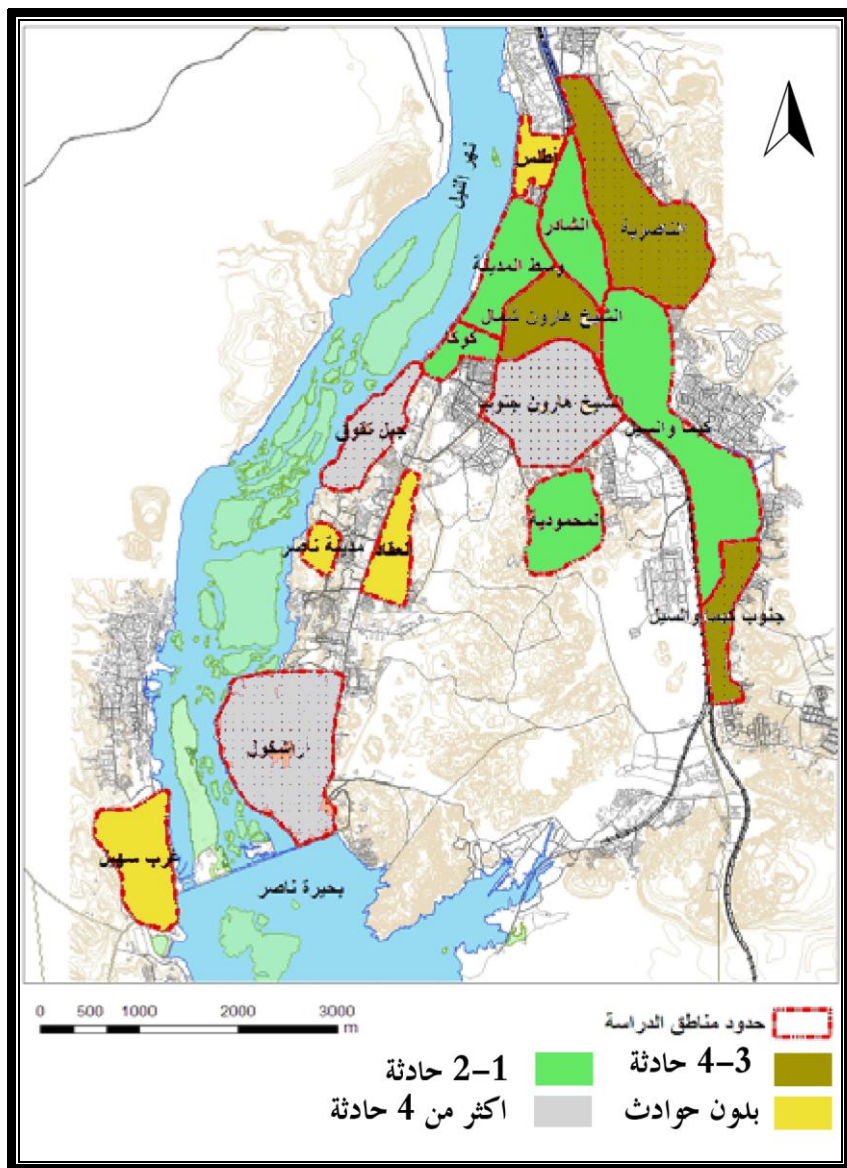 أطلس
نهر النيل
الشادر
الناصرية
وسط المدينة
الشيخ هارون شمال
كوكا
الشيخ هارون جنوب
جبل تقوق
كيما والسيل
المحمودية
مدينة ناصر
العقاد
جنوب كيما والسيل
غرب سهيل
بحيرة ناصر
0 500 1000 2000 3000
m
حدود مناطق الدراسة
3-4 حادثة
1-2 حادثة
بدون حوادث
اكثر من 4 حادثة